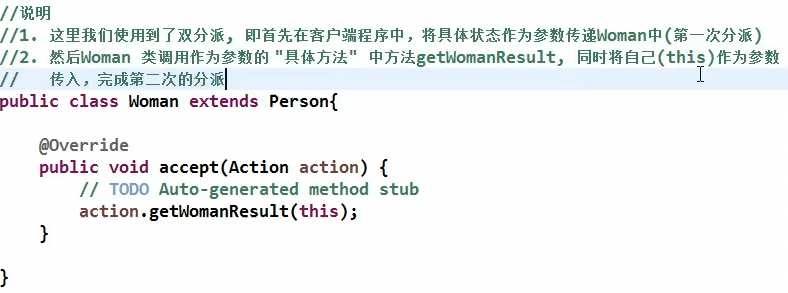 //说明
//1. 这里我们使用到了双分派, 即首先在客户端程序中，将具体状态作为参数传递Woman中(第一次分派)
//2. 然后Woman 类调用作为参数的 "具体方法" 中方法getWomanResult, 同时将自己(this)作为参数
//   传入，完成第二次的分派
public class Woman extends Person{
    @Override
    public void accept(Action action) {
        // TODO Auto-generated method stub
        action.getWomanResult(this);
    }
}